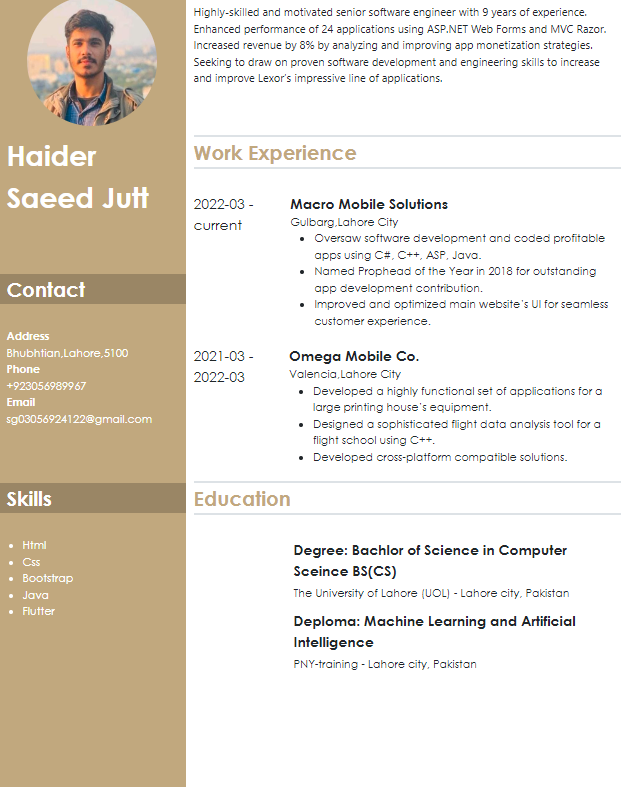 Haider
Saeed Jutt
Contact
Address
Bhubhtian,Lahore,5100
Phone
+923056989967
Email
sg03056924122@gmail.com
Skills
Html
Css
Bootstrap
Java
Flutter
Highly-skilled and motivated senior software engineer with 9 years of experience.
Enhanced performance of 24 applications using ASP.NET Web Forms and MVC Razor.
Increased revenue by 8% by analyzing and improving app monetization strategies.
Seeking to draw on proven software development and engineering skills to increase
and improve Lexor's impressive line of applications.
Work Experience
2022-03 -
current
Macro Mobile Solutions
Gulbarg,Lahore City
Oversaw software development and coded profitable
apps using C#, C++, ASP, Java.
Named Prophead of the Year in 2018 for outstanding
app development contribution.
Improved and optimized main website's UI for seamless
customer experience.
2021-03 -
2022-03
Omega Mobile Co.
Valencia,Lahore City
Developed a highly functional set of applications for a
large printing house's equipment.
Designed a sophisticated flight data analysis tool for a
flight school using C++.
Developed cross-platform compatible solutions.
Education
Degree: Bachlor of Science in Computer
Sceince BS(CS)
The University of Lahore (UOL) - Lahore city, Pakistan
Deploma: Machine Learning and Artificial
Intelligence
PNY-training - Lahore city, Pakistan